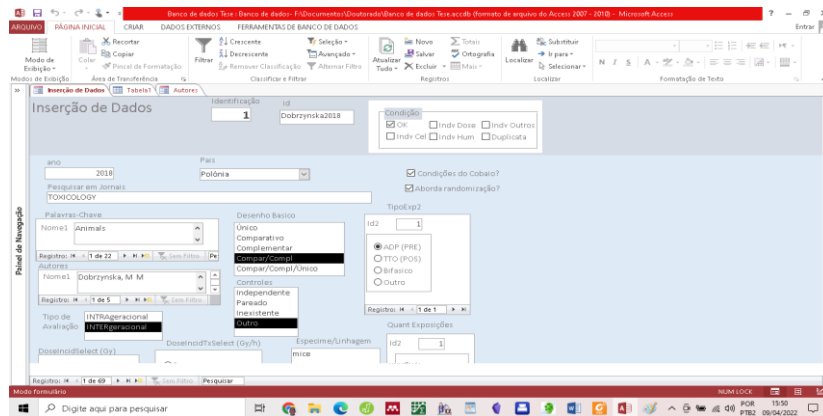 Banco de dados Tese : Banco de dados- F:\Documentos\Doutorado\Banco de dados Tese.accdb (formato de arquivo do Access 2007 - 2010) - Microsoft Access
ARQUIVO PÁGINA INICIAL CRIAR DADOS EXTERNOS FERRAMENTAS DE BANCO DE DADOS Entrar
Modo de Exibição Colar Recortar Copiar Pincel de Formatação
Filtrar Crescente Decrescente Remover Classificação Seleção Avançado Alternar Filtro
Atualizar Tudo Novo Salvar Excluir Totais Ortografia Mais
Localizar Substituir Ir para Selecionar
N I S A
Modos de Exibição Área de Transferência Classificar e Filtrar Registros Localizar Formatação de Texto
Inserção de Dados Tabela1 Autores
Painel de Navegação
Inserção de Dados
Identifisação Id
1 Dobrzynska2018
Condição
OK Indv Dose Indv Outros
Indv Cel Indv Hum Duplicata
ano Pais
2018 Polónia
Condições do Cobaio?
Aborda randomização?
Pesquisar em Jornais
TOXICOLOGY
Palavras-Chave
Nome1 Animals
Registro: 1 de 22 Sem Filtro Pe
Autores
Nome1 Dobrzynska, M M
Registro: 1 de 5 Sem Filtro
Desenho Basico
Único
Comparativo
Complementar
Compar/Compl
Compar/Compl/Único
Controles
Independente
Pareado
Inexistente
Outro
TipoExp2
Id2 1
ADP (PRE)
TTO (POS)
Bifasico
Outro
Registro: 1 de 1
Tipo de Avaliação
INTRAgeracional
INTERgeracional
Quant Exposições
Id2 1
DoseIncrdSelect (Gy)
DoseIncrdTxSelect (Gy/h)
Especime/Linhagem
mice
Registro: 1 de 69 Sem Filtro Pesquisar
Modo formulário NUM LOCK
Digite aqui para pesquisar
POR 15:50
PTB2 09/04/2022